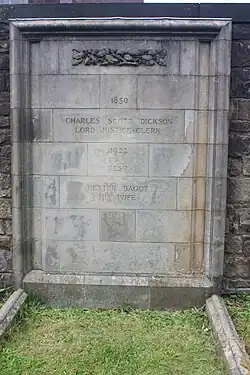 1850
CHARLES SCOTT DICKSON
LORD JUSTICE-CLERK
1922
ALSO
HESTER BAGOT
HIS WIFE